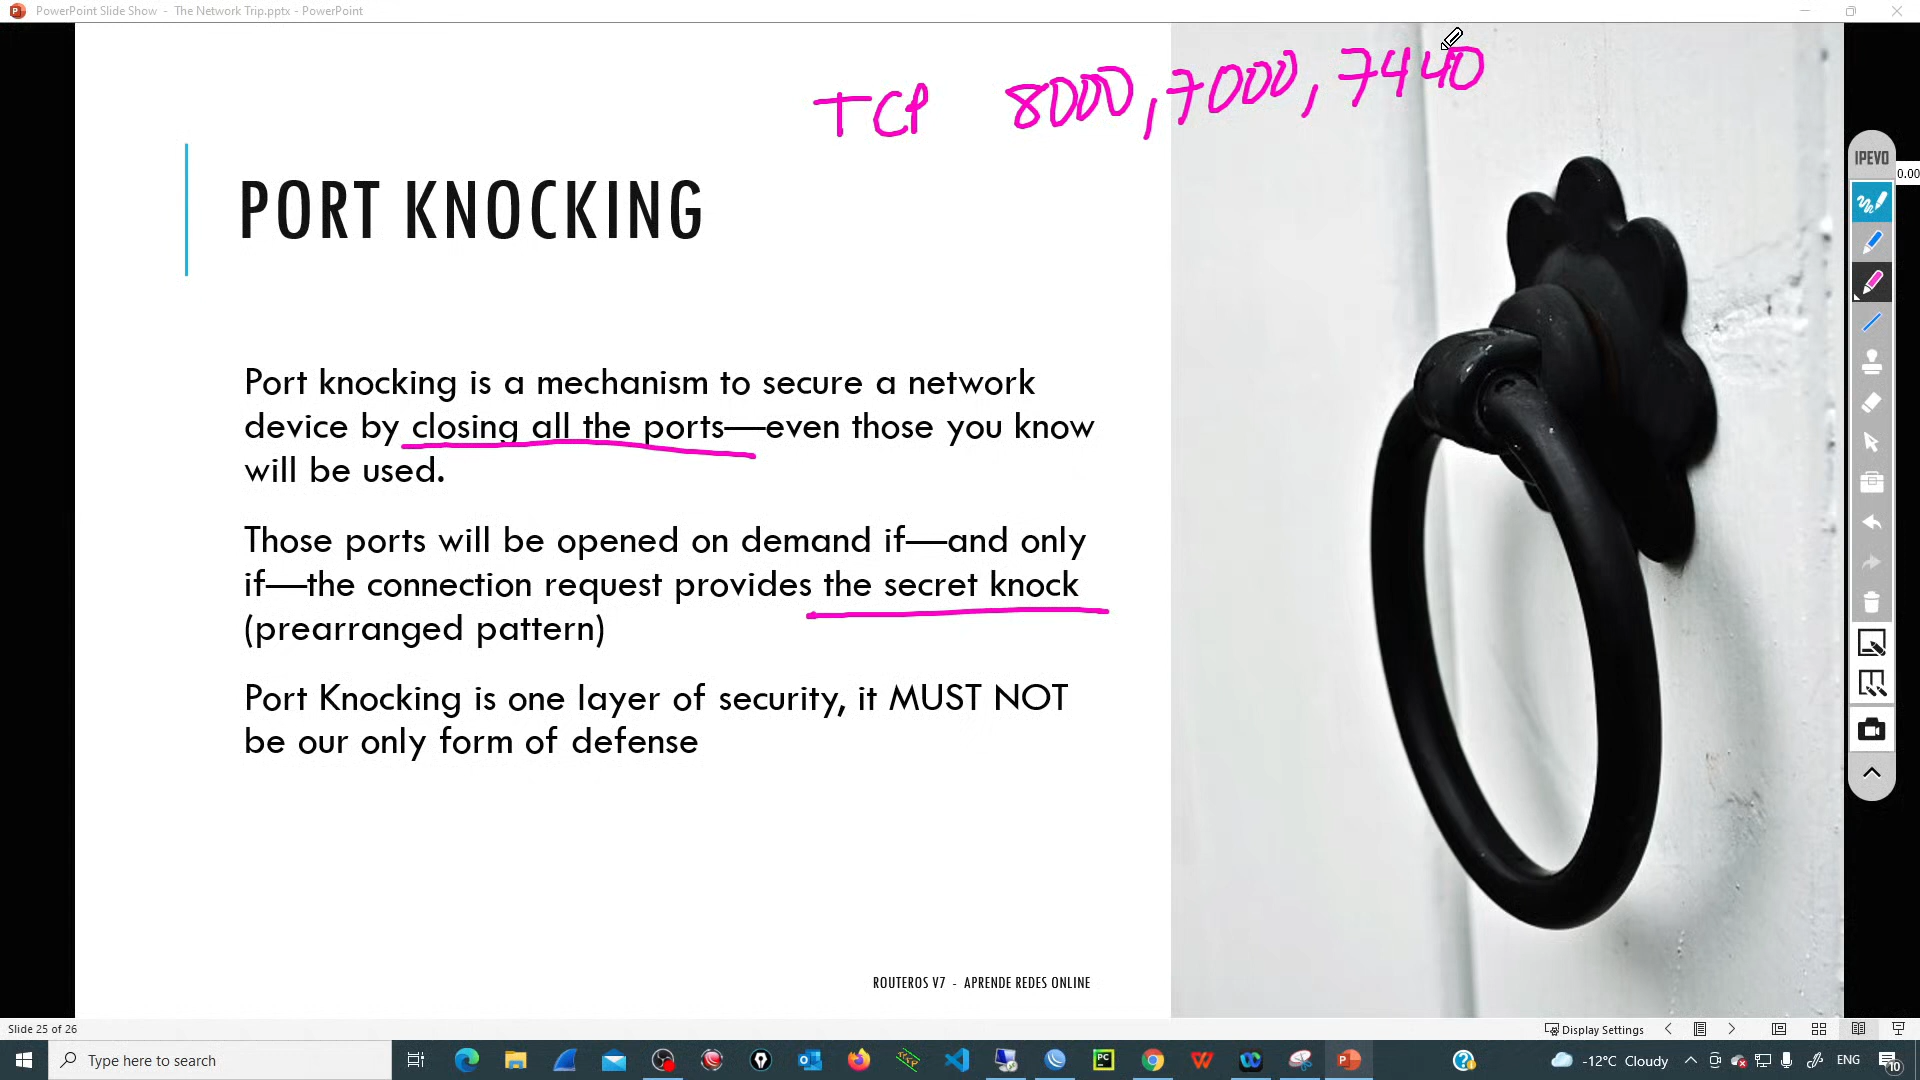 PowerPoint Slide Show - The Network Trip.pptx - PowerPoint
TCP 8000, 7000, 7440
IPEVO
0.00
PORT KNOCKING
Port knocking is a mechanism to secure a network
device by closing all the ports—even those you know
will be used.
Those ports will be opened on demand if—and only
if—the connection request provides the secret knock
(prearranged pattern)
Port Knocking is one layer of security, it MUST NOT
be our only form of defense
ROUTEROS V7 - APRENDE REDES ONLINE
Slide 25 of 26
Display Settings
Type here to search
-12°C Cloudy
ENG
10